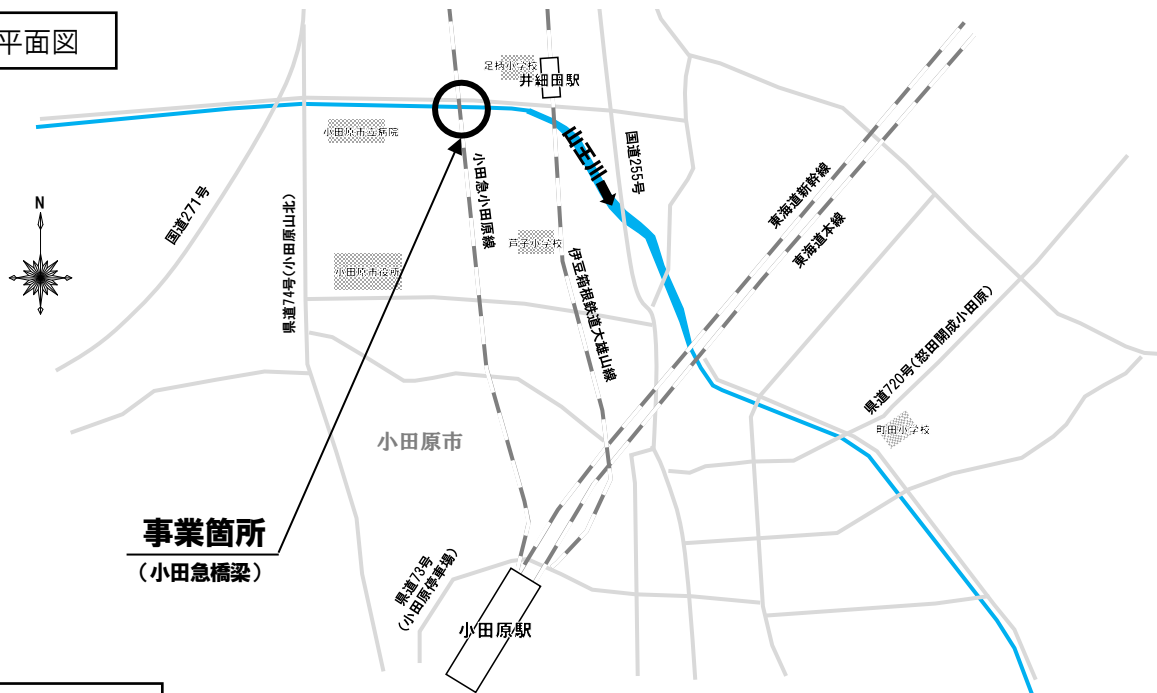 平面図
足柄小学校
井細田駅
小田原市立病院
山王川
国道255号
国道271号
県道74号(小田原山北)
小田急小田原線
東海道新幹線
東海道本線
N
芦子小学校
小田原市役所
伊豆箱根鉄道大雄山線
県道720号(怒田開成小田原)
町田小学校
小田原市
事業箇所
(小田急橋梁)
県道73号
(小田原停車場)
小田原駅